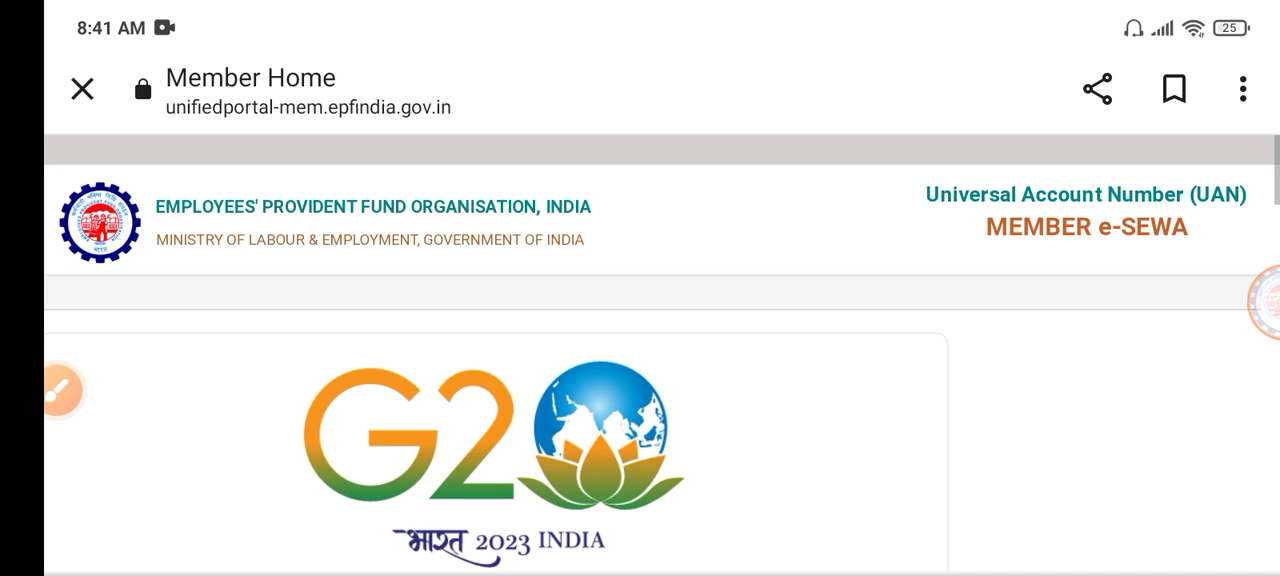 8:41 AM
25
Member Home
unifiedportal-mem.epfindia.gov.in
EMPLOYEES' PROVIDENT FUND ORGANISATION, INDIA
MINISTRY OF LABOUR & EMPLOYMENT, GOVERNMENT OF INDIA
Universal Account Number (UAN)
MEMBER e-SEWA
G20
भारत 2023 INDIA